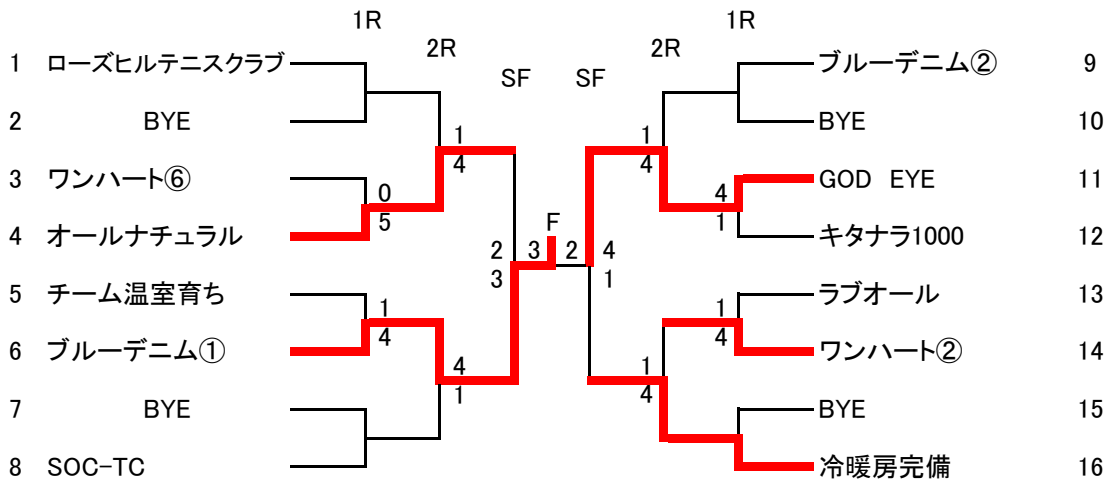 1R 1R
2R 2R
1 ローズヒルテニスクラブ ブルーデニム② 9
SF SF
2 BYE BYE 10
1 1
4 4
3 ワンハート⑥ GOD EYE 11
0 4
5 1
4 オールナチュラル F キタナラ1000 12
2 3 2 4
3 1
5 チーム温室育ち ラブオール 13
1 1
4 4
6 ブルーデニム① ワンハート② 14
4 1
1 4
7 BYE BYE 15
8 SOC-TC 冷暖房完備 16